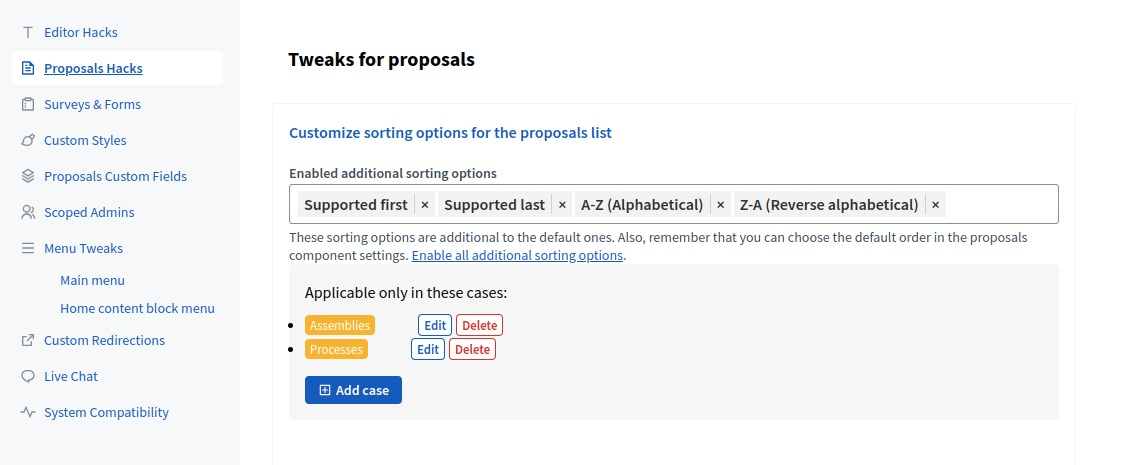 Editor Hacks
Proposals Hacks
Surveys & Forms
Custom Styles
Proposals Custom Fields
Scoped Admins
Menu Tweaks
Main menu
Home content block menu
Custom Redirections
Live Chat
System Compatibility
Tweaks for proposals
Customize sorting options for the proposals list
Enabled additional sorting options
Supported first × Supported last × A-Z (Alphabetical) × Z-A (Reverse alphabetical) ×
These sorting options are additional to the default ones. Also, remember that you can choose the default order in the proposals
component settings. Enable all additional sorting options.
Applicable only in these cases:
Assemblies Edit Delete
Processes Edit Delete
Add case